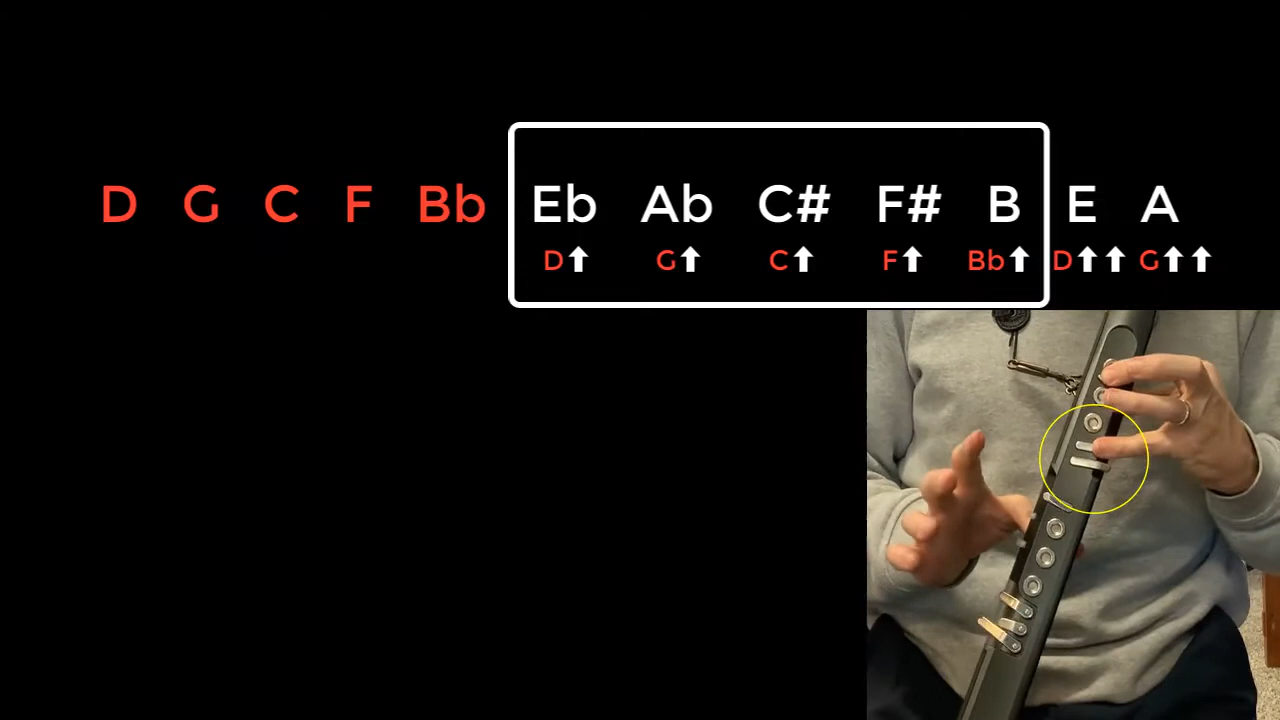 D G C F Bb Eb Ab C# F# B E A
D⬆ G⬆ C⬆ F⬆ Bb⬆ D⬆⬆ G⬆⬆